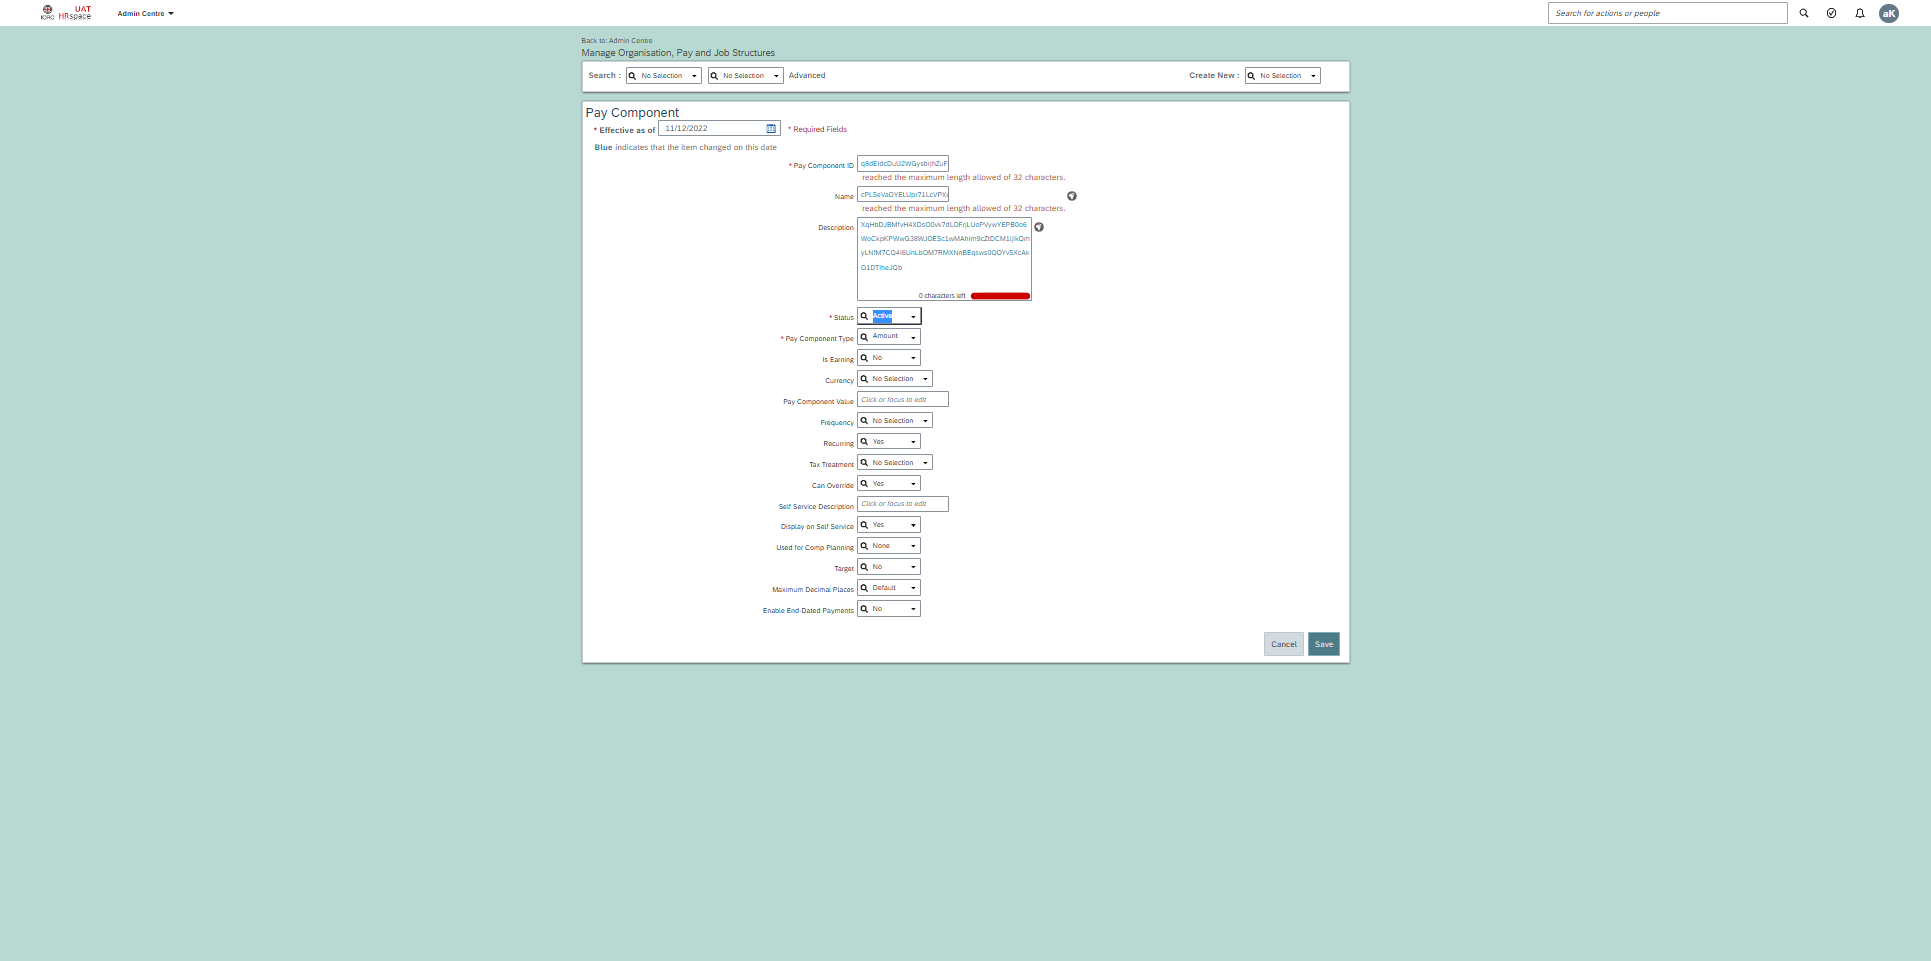 ICRC
UAT
HRspace
Admin Centre
Search for actions or people
aK
Back to: Admin Centre
Manage Organisation, Pay and Job Structures
Search :
No Selection
No Selection
Advanced
Create New :
No Selection
Pay Component
* Effective as of
11/12/2022
* Required Fields
Blue indicates that the item changed on this date
* Pay Component ID
reached the maximum length allowed of 32 characters.
Name
reached the maximum length allowed of 32 characters.
Description
0 characters left
* Status
Active
* Pay Component Type
Amount
Is Earning
No
Currency
No Selection
Pay Component Value
Click or focus to edit
Frequency
No Selection
Recurring
Yes
Tax Treatment
No Selection
Can Override
Yes
Self Service Description
Click or focus to edit
Display on Self Service
Yes
Used for Comp Planning
None
Target
No
Maximum Decimal Places
Default
Enable End-Dated Payments
No
Cancel
Save